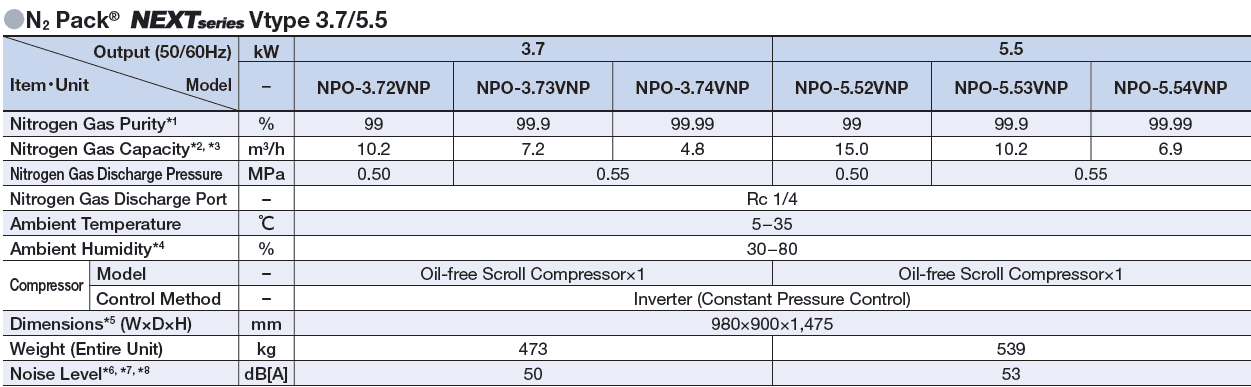 ●N₂ Pack® NEXTseries Vtype 3.7/5.5
Output (50/60Hz) kW 3.7 5.5
Item・Unit Model – NPO-3.72VNP NPO-3.73VNP NPO-3.74VNP NPO-5.52VNP NPO-5.53VNP NPO-5.54VNP
Nitrogen Gas Purity*1 % 99 99.9 99.99 99 99.9 99.99
Nitrogen Gas Capacity*2, *3 m³/h 10.2 7.2 4.8 15.0 10.2 6.9
Nitrogen Gas Discharge Pressure MPa 0.50 0.55 0.50 0.55
Nitrogen Gas Discharge Port – Rc 1/4
Ambient Temperature ℃ 5–35
Ambient Humidity*4 % 30–80
Compressor Model – Oil-free Scroll Compressor×1 Oil-free Scroll Compressor×1
Control Method – Inverter (Constant Pressure Control)
Dimensions*5 (W×D×H) mm 980×900×1,475
Weight (Entire Unit) kg 473 539
Noise Level*6, *7, *8 dB[A] 50 53